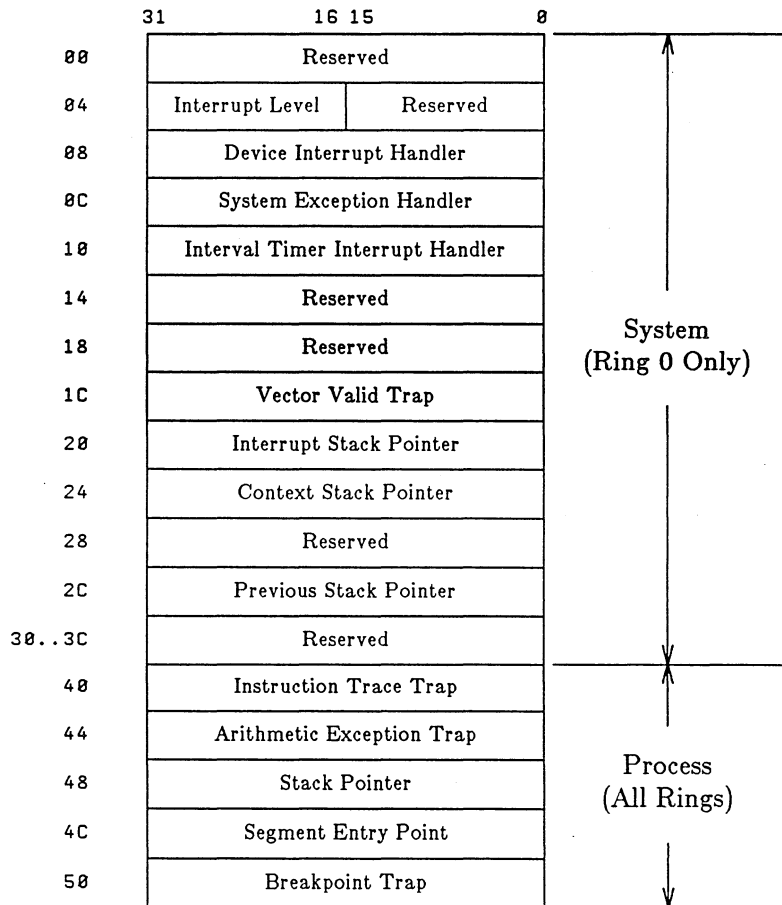 31 16 15 0
00 Reserved
04 Interrupt Level Reserved
08 Device Interrupt Handler
0C System Exception Handler
10 Interval Timer Interrupt Handler
14 Reserved
18 Reserved
System
(Ring 0 Only)
1C Vector Valid Trap
20 Interrupt Stack Pointer
24 Context Stack Pointer
28 Reserved
2C Previous Stack Pointer
30..3C Reserved
40 Instruction Trace Trap
44 Arithmetic Exception Trap
48 Stack Pointer
Process
(All Rings)
4C Segment Entry Point
50 Breakpoint Trap